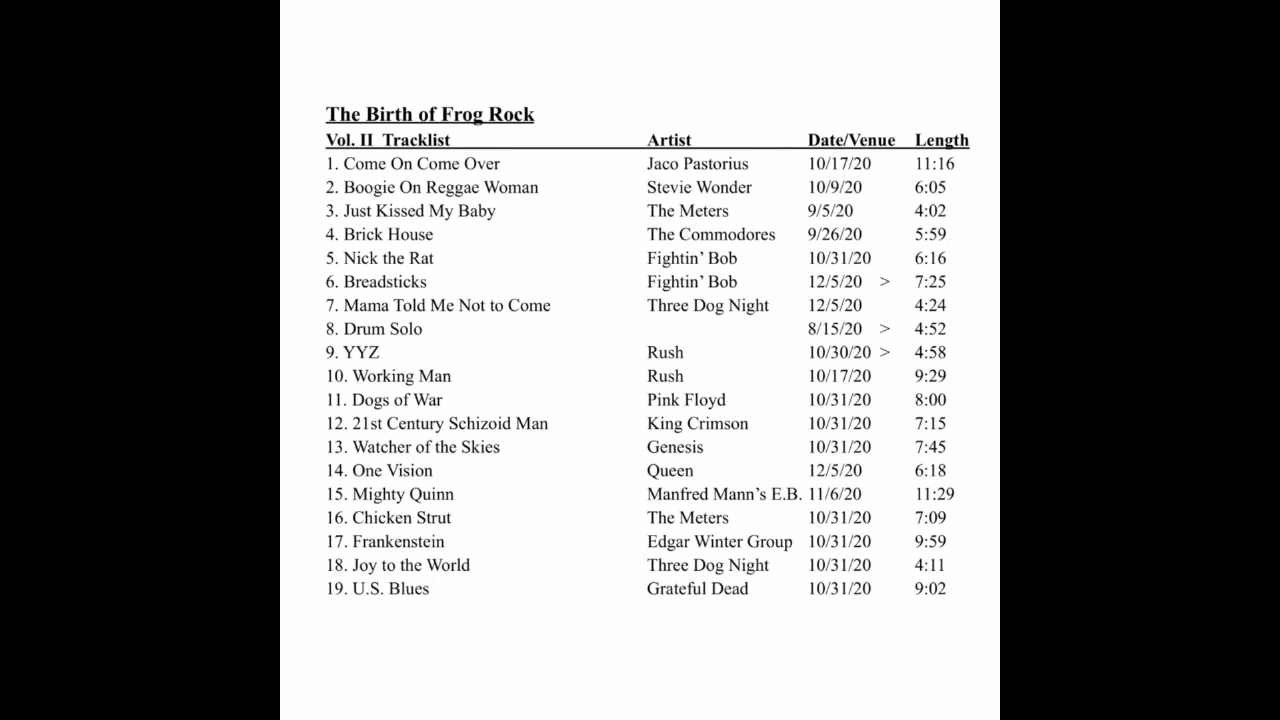 The Birth of Frog Rock
Vol. II Tracklist Artist Date/Venue Length
1. Come On Come Over Jaco Pastorius 10/17/20 11:16
2. Boogie On Reggae Woman Stevie Wonder 10/9/20 6:05
3. Just Kissed My Baby The Meters 9/5/20 4:02
4. Brick House The Commodores 9/26/20 5:59
5. Nick the Rat Fightin’ Bob 10/31/20 6:16
6. Breadsticks Fightin’ Bob 12/5/20 > 7:25
7. Mama Told Me Not to Come Three Dog Night 12/5/20 4:24
8. Drum Solo 8/15/20 > 4:52
9. YYZ Rush 10/30/20 > 4:58
10. Working Man Rush 10/17/20 9:29
11. Dogs of War Pink Floyd 10/31/20 8:00
12. 21st Century Schizoid Man King Crimson 10/31/20 7:15
13. Watcher of the Skies Genesis 10/31/20 7:45
14. One Vision Queen 12/5/20 6:18
15. Mighty Quinn Manfred Mann’s E.B. 11/6/20 11:29
16. Chicken Strut The Meters 10/31/20 7:09
17. Frankenstein Edgar Winter Group 10/31/20 9:59
18. Joy to the World Three Dog Night 10/31/20 4:11
19. U.S. Blues Grateful Dead 10/31/20 9:02